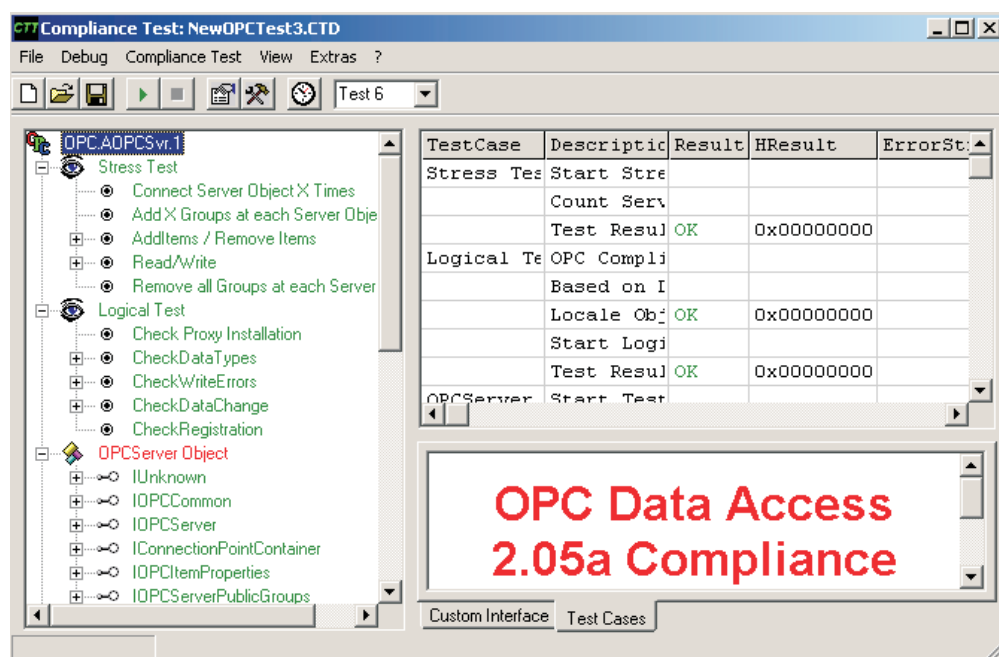 CTT Compliance Test: NewOPCTest3.CTD
File Debug Compliance Test View Extras ?
Test 6
OPC.AOPCSvr.1
Stress Test
Connect Server Object X Times
Add X Groups at each Server Obje
AddItems / Remove Items
Read/Write
Remove all Groups at each Server
Logical Test
Check Proxy Installation
CheckDataTypes
CheckWriteErrors
CheckDataChange
CheckRegistration
OPCServer Object
IUnknown
IOPCCommon
IOPCServer
IConnectionPointContainer
IOPCItemProperties
IOPCServerPublicGroups
TestCase Descriptic Result HResult ErrorSt:
Stress Tes Start Stre
Count Serv
Test Resul OK 0x00000000
Logical Te OPC Compli
Based on I
Locale Obj OK 0x00000000
Start Logi
Test Resul OK 0x00000000
OPCServer Start Test
OPC Data Access
2.05a Compliance
Custom Interface Test Cases